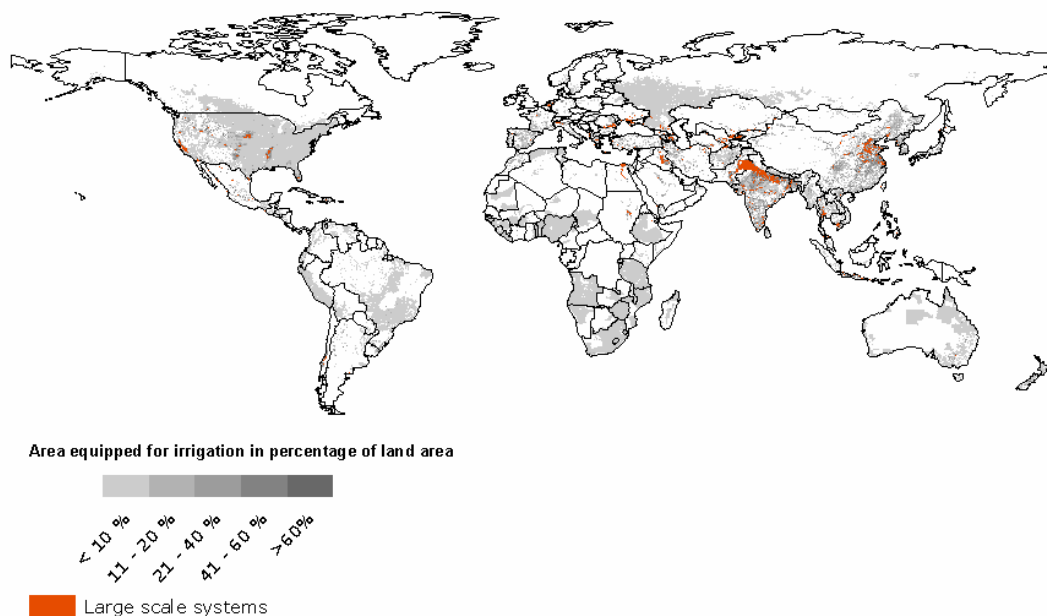 Area equipped for irrigation in percentage of land area
< 10 %
11 - 20 %
21 - 40 %
41 - 60 %
>60%
Large scale systems